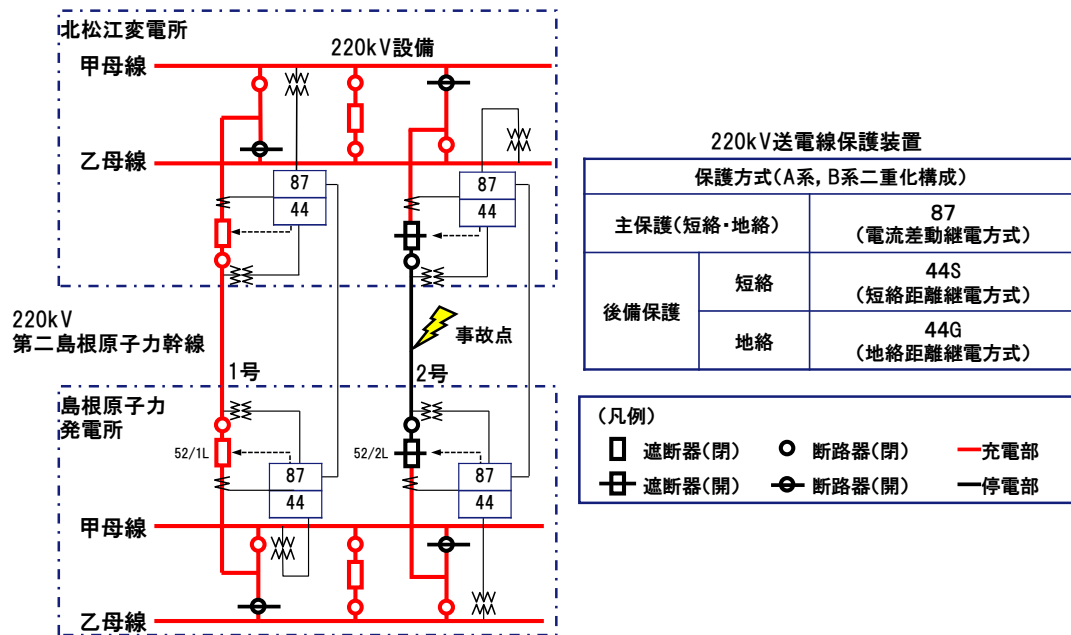 北松江変電所
220kV設備
甲母線
乙母線
87
44
87
44
220kV
第二島根原子力幹線
1号
2号
事故点
島根原子力
発電所
52/1L
52/2L
87
44
87
44
甲母線
乙母線
220kV送電線保護装置
保護方式(A系,B系二重化構成)
主保護(短絡・地絡)
87
(電流差動継電方式)
後備保護
短絡
44S
(短絡距離継電方式)
地絡
44G
(地絡距離継電方式)
(凡例)
遮断器(閉)
断路器(閉)
充電部
遮断器(開)
断路器(開)
停電部